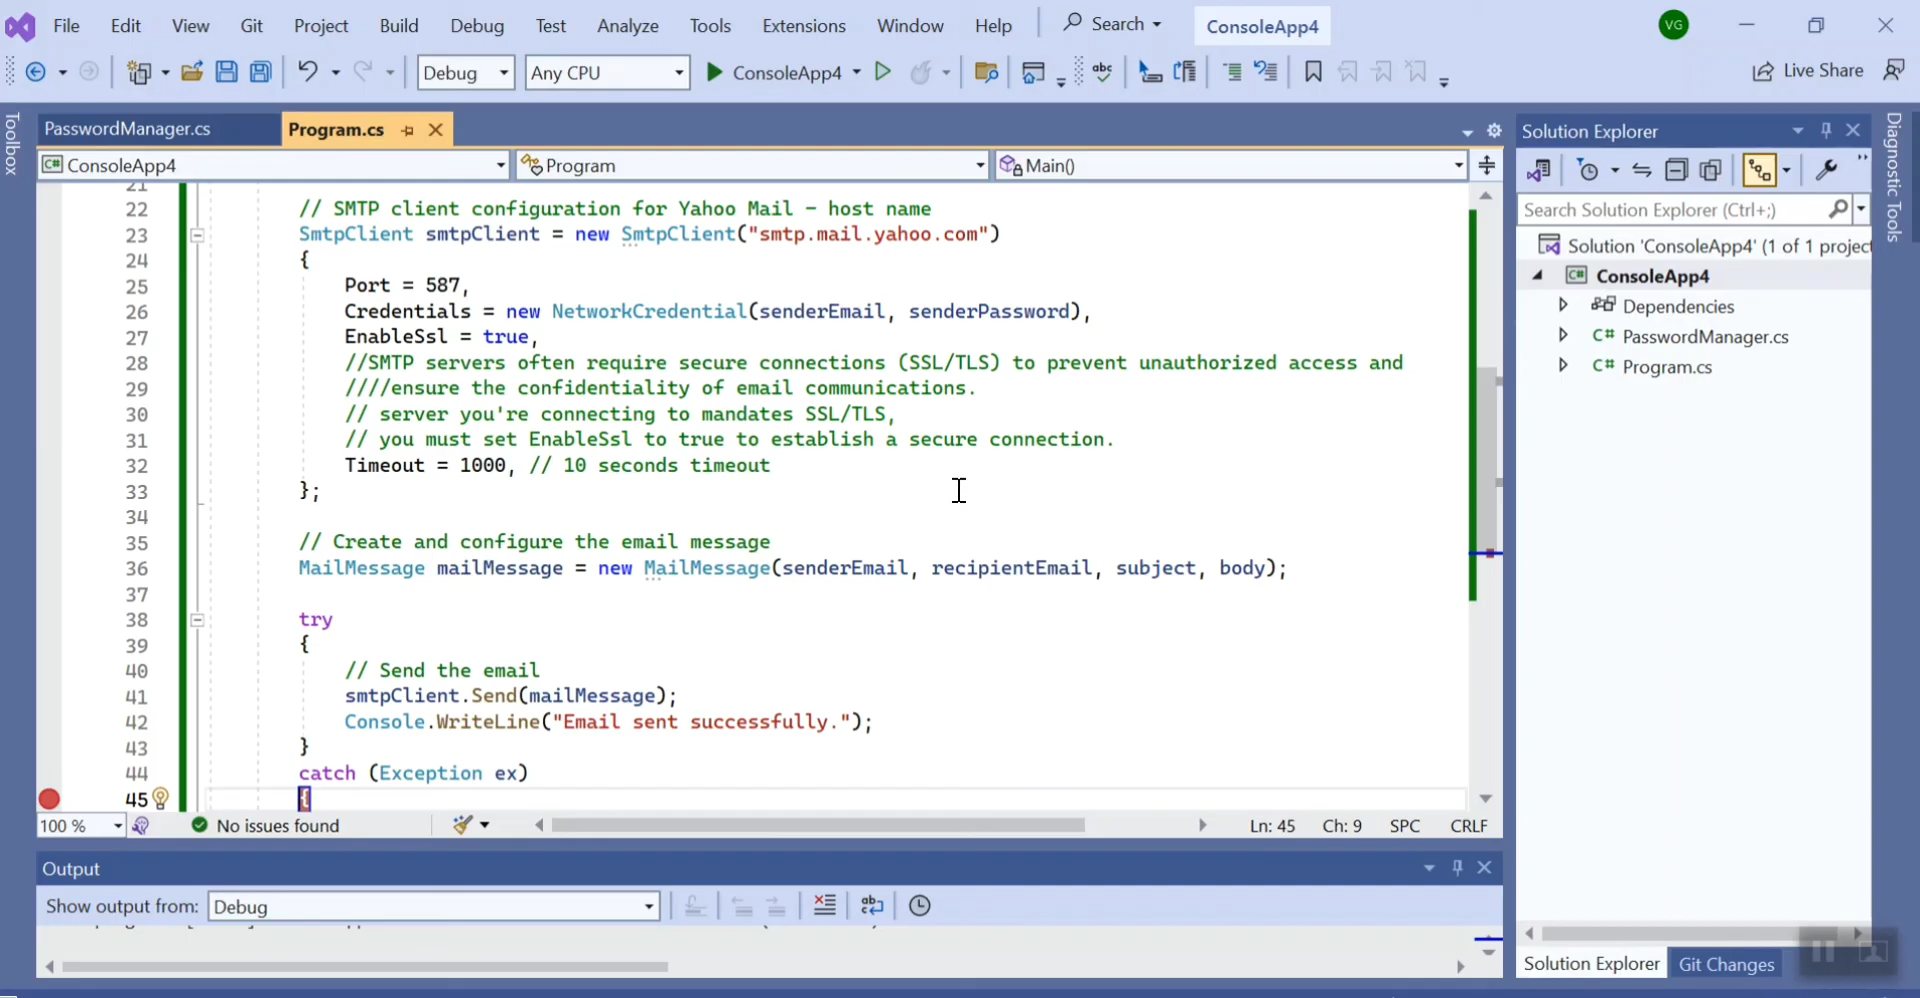 File Edit View Git Project Build Debug Test Analyze Tools Extensions Window Help Search ConsoleApp4 VG
Debug Any CPU ConsoleApp4 abc Live Share
Toolbox
PasswordManager.cs Program.cs
C# ConsoleApp4 Program Main()
21
22 // SMTP client configuration for Yahoo Mail - host name
23 SmtpClient smtpClient = new SmtpClient("smtp.mail.yahoo.com")
24 {
25 Port = 587,
26 Credentials = new NetworkCredential(senderEmail, senderPassword),
27 EnableSsl = true,
28 //SMTP servers often require secure connections (SSL/TLS) to prevent unauthorized access and
29 ////ensure the confidentiality of email communications.
30 // server you're connecting to mandates SSL/TLS,
31 // you must set EnableSsl to true to establish a secure connection.
32 Timeout = 1000, // 10 seconds timeout
33 };
34
35 // Create and configure the email message
36 MailMessage mailMessage = new MailMessage(senderEmail, recipientEmail, subject, body);
37
38 try
39 {
40 // Send the email
41 smtpClient.Send(mailMessage);
42 Console.WriteLine("Email sent successfully.");
43 }
44 catch (Exception ex)
45 {
100 % No issues found Ln: 45 Ch: 9 SPC CRLF
Output
Show output from: Debug
Solution Explorer
Search Solution Explorer (Ctrl+;)
Solution 'ConsoleApp4' (1 of 1 project
C# ConsoleApp4
Dependencies
C# PasswordManager.cs
C# Program.cs
Solution Explorer Git Changes
Diagnostic Tools